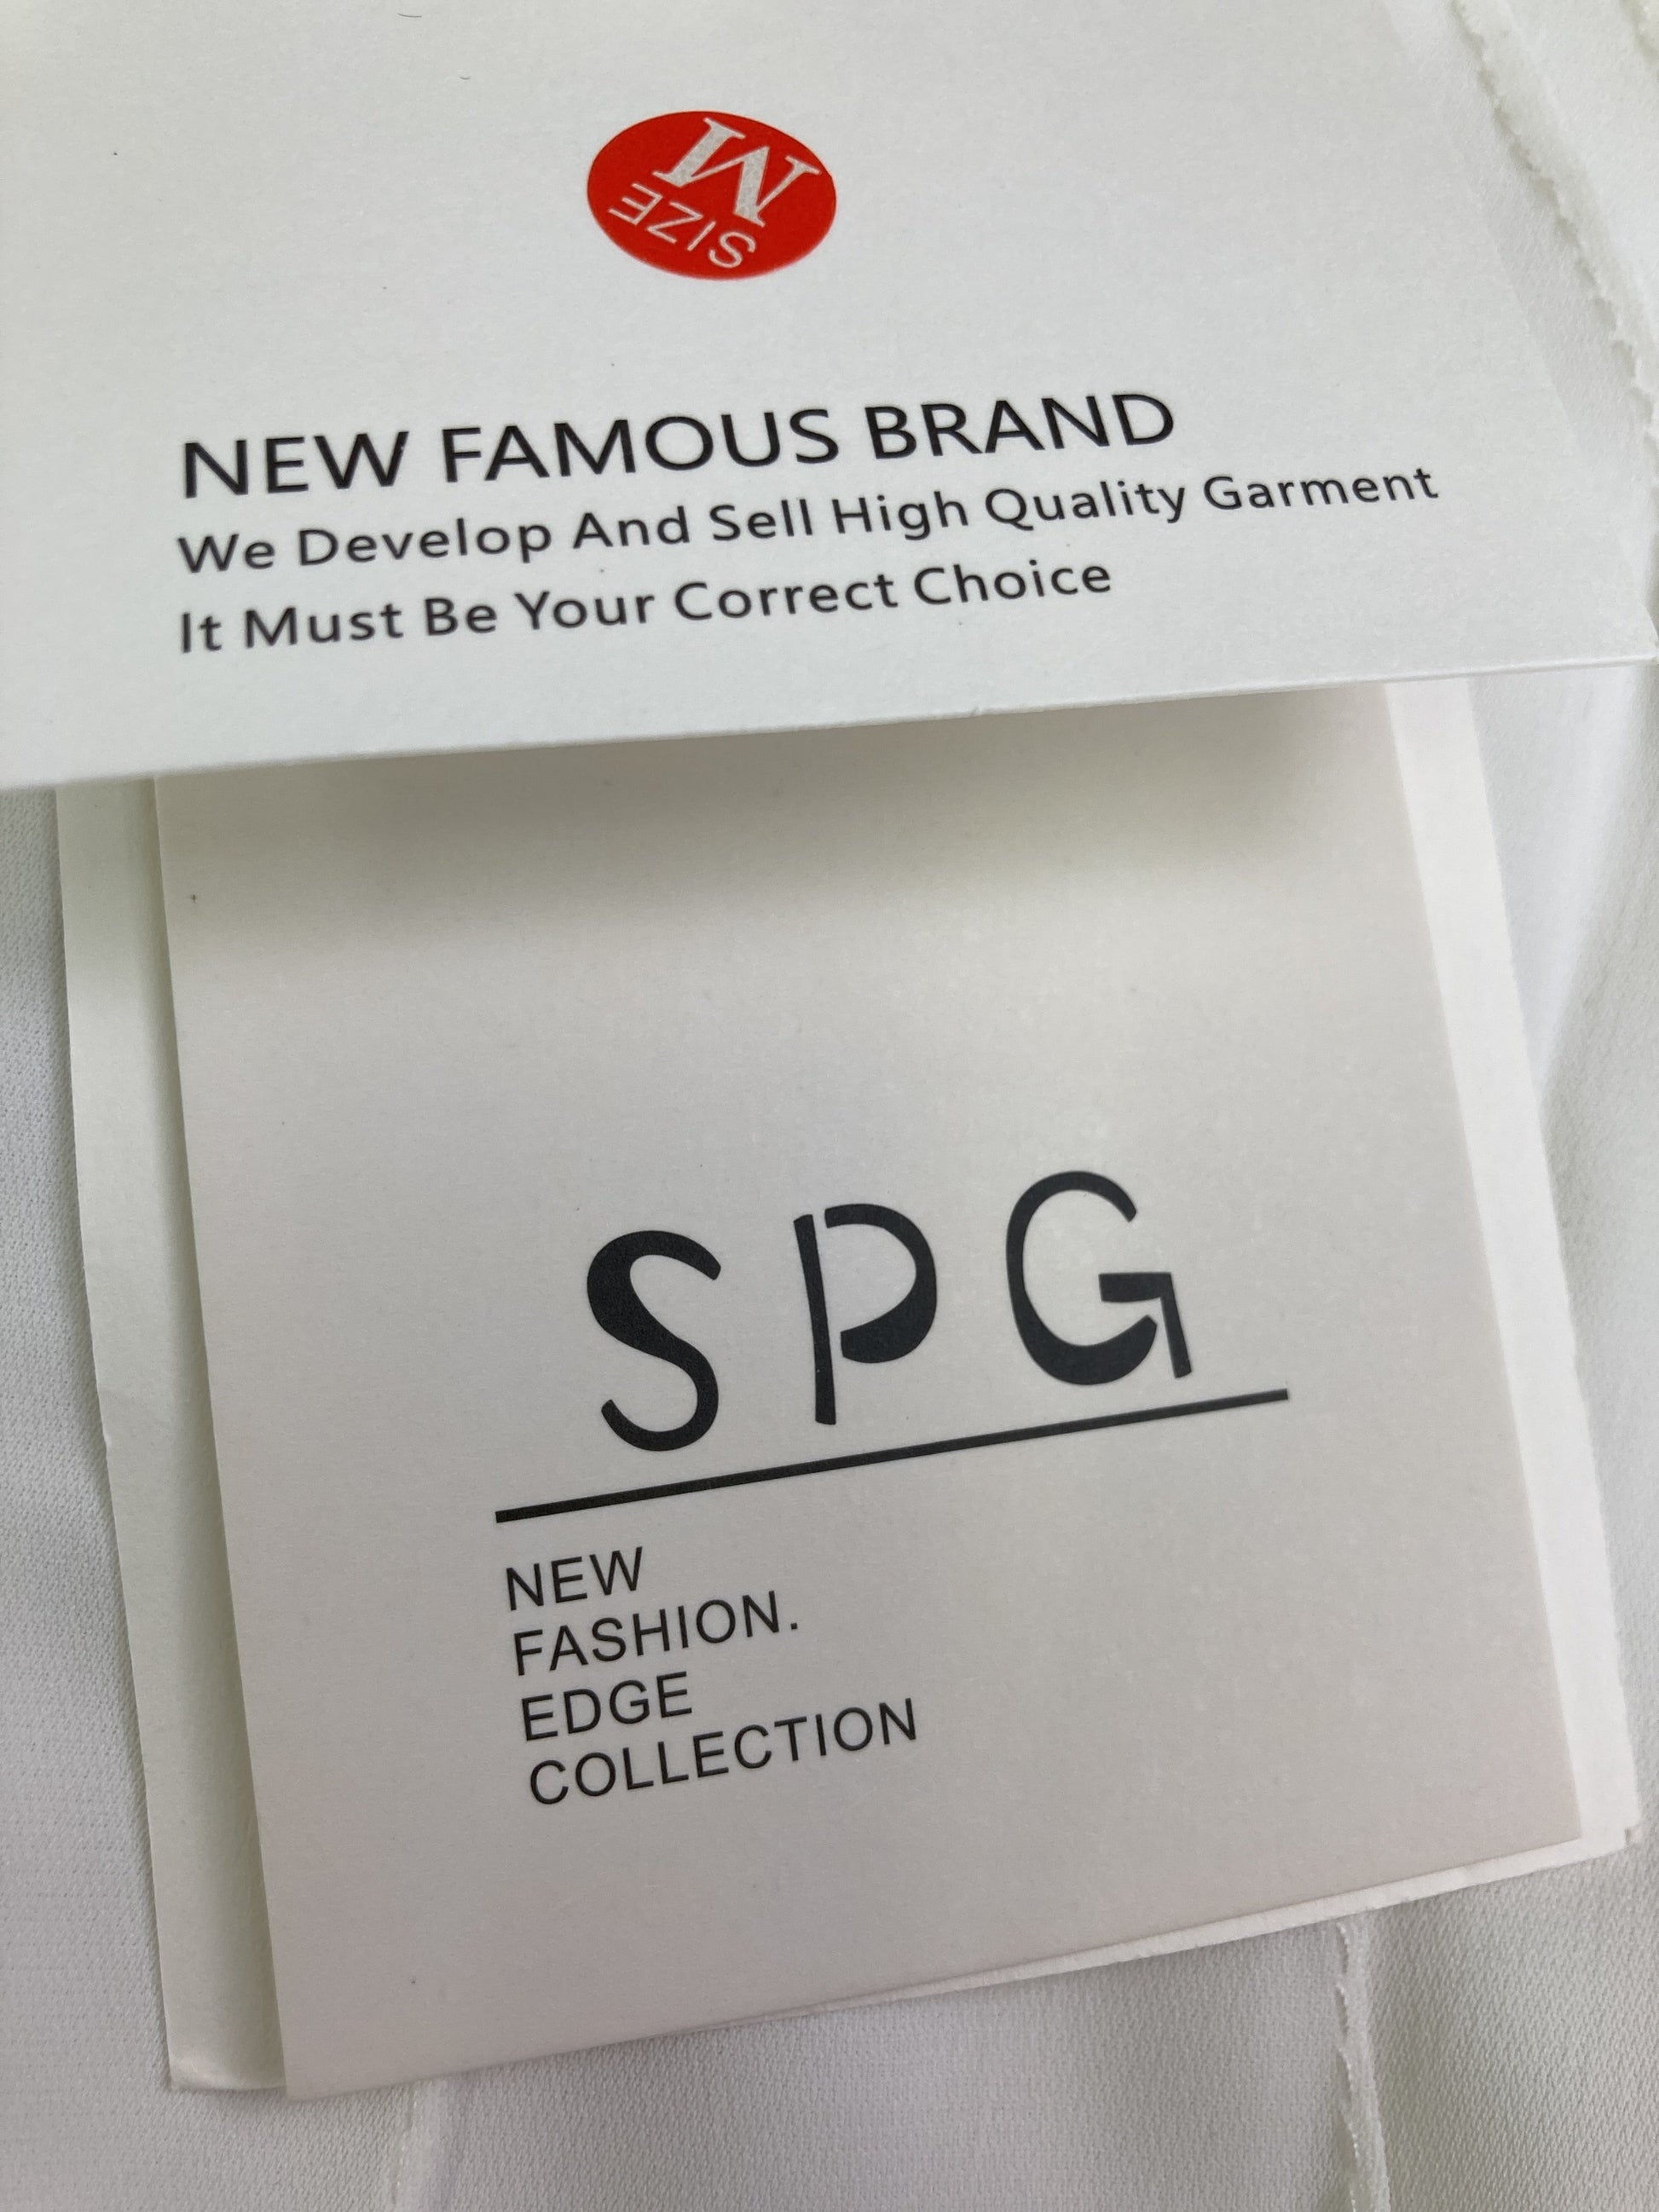 M
SIZE
NEW FAMOUS BRAND
We Develop And Sell High Quality Garment
It Must Be Your Correct Choice
SPG
NEW
FASHION.
EDGE
COLLECTION